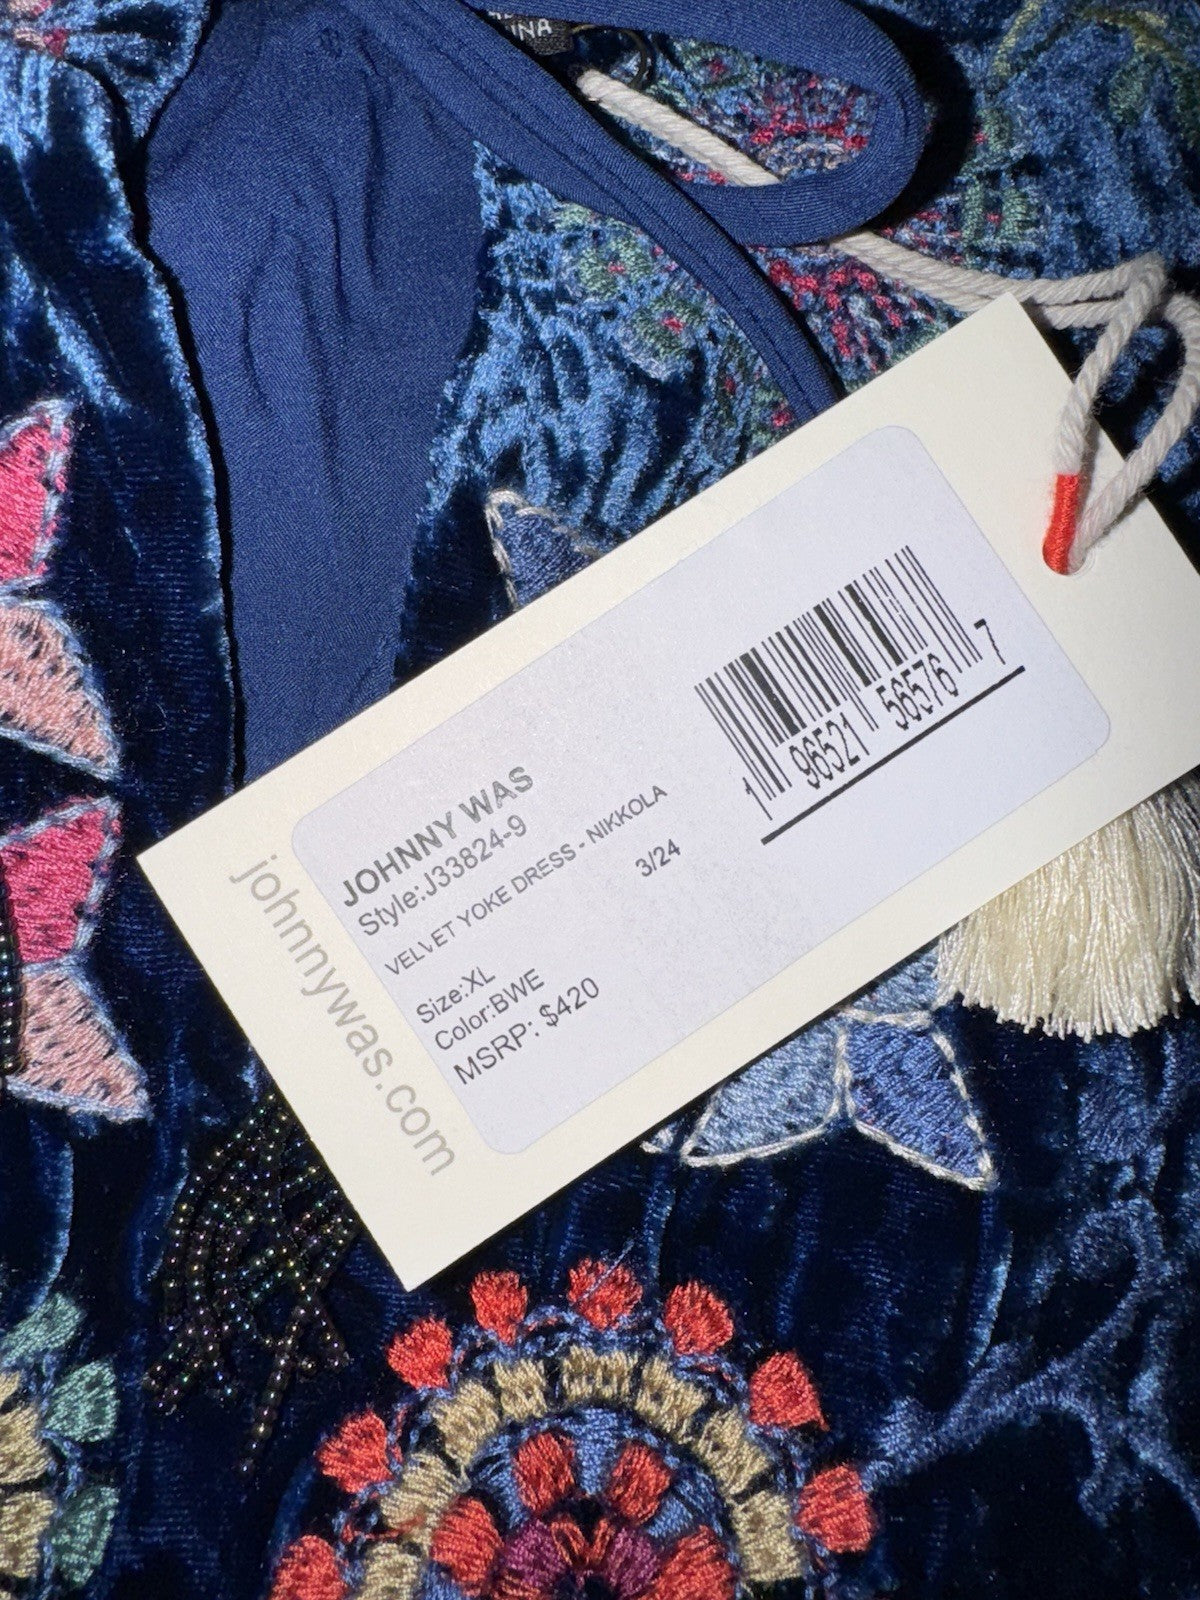 INA
JOHNNY WAS
Style:J33824-9
VELVET YOKE DRESS - NIKKOLA
3/24
Size:XL
Color:BWE
MSRP: $420
1 96521 56576 7
johnnywas.com